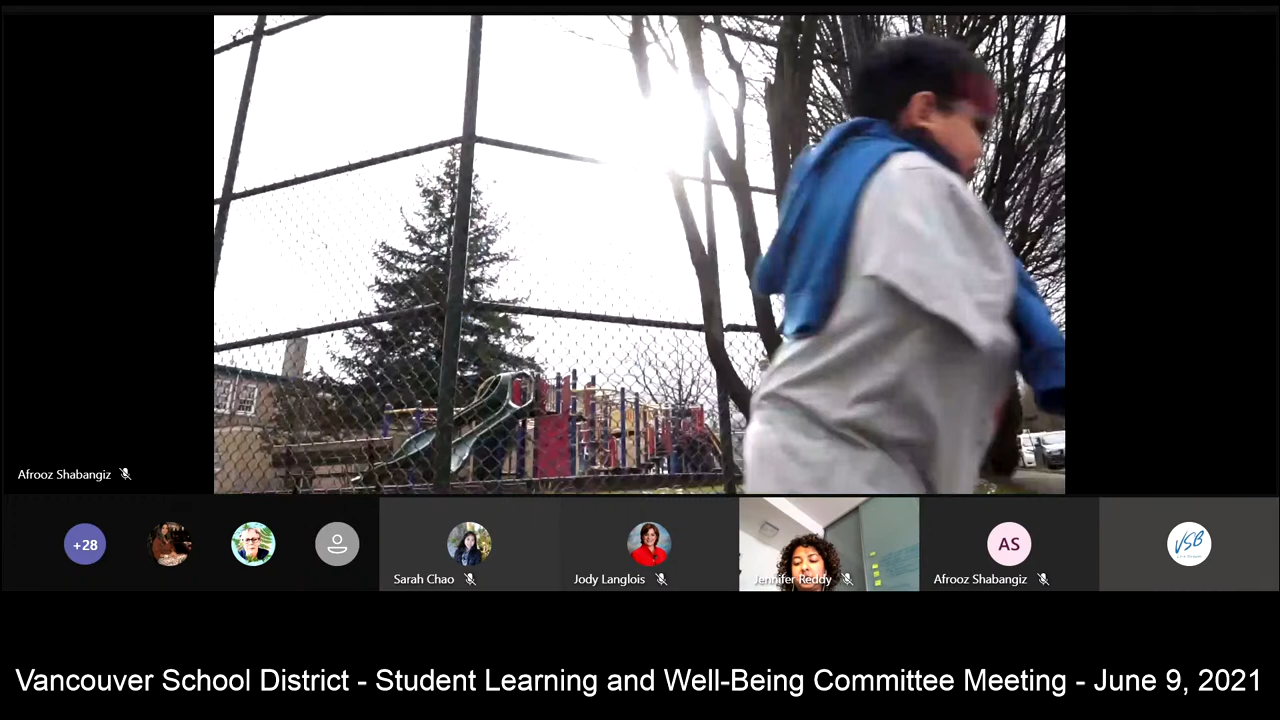 Afrooz Shabangiz
+28
Sarah Chao
Jody Langlois
Jennifer Reddy
Afrooz Shabangiz
AS
VSB
Vancouver School District - Student Learning and Well-Being Committee Meeting - June 9, 2021